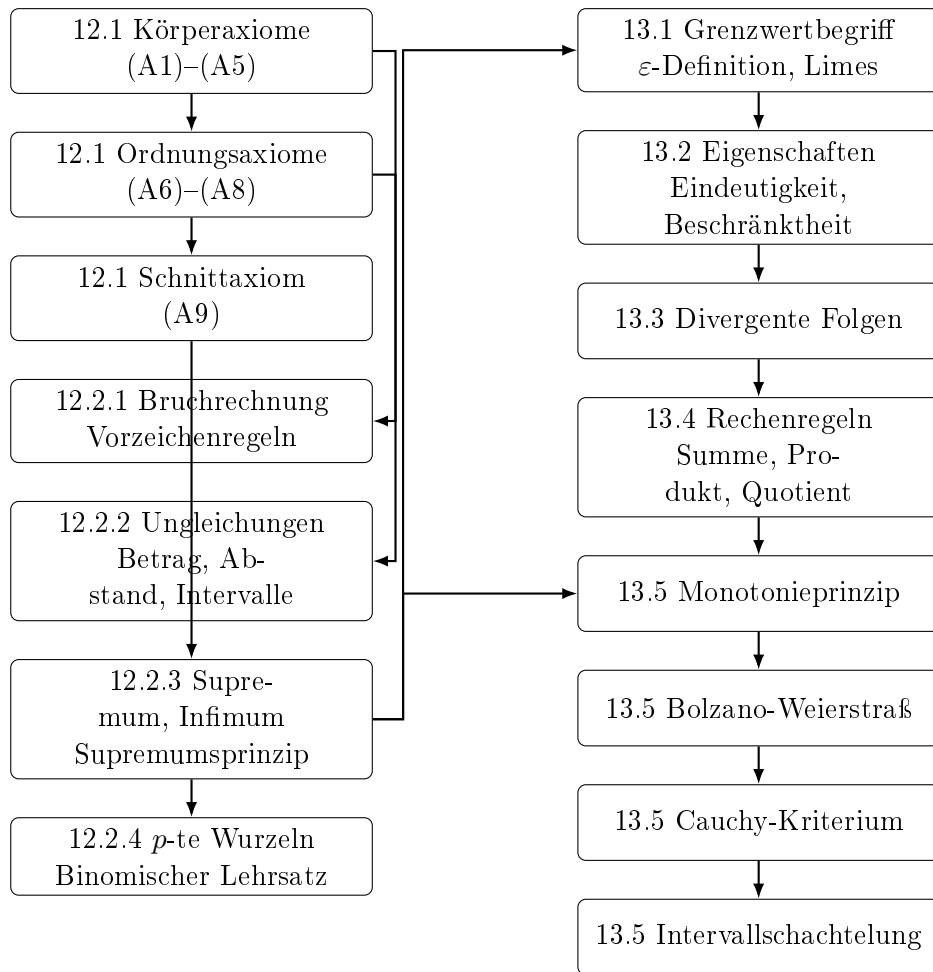 12.1 Körperaxiome
(A1)–(A5)
12.1 Ordnungsaxiome
(A6)–(A8)
12.1 Schnittaxiom
(A9)
12.2.1 Bruchrechnung
Vorzeichenregeln
12.2.2 Ungleichungen
Betrag, Ab-
stand, Intervalle
12.2.3 Supre-
mum, Infimum
Supremumsprinzip
12.2.4 p-te Wurzeln
Binomischer Lehrsatz
13.1 Grenzwertbegriff
ε-Definition, Limes
13.2 Eigenschaften
Eindeutigkeit,
Beschränktheit
13.3 Divergente Folgen
13.4 Rechenregeln
Summe, Pro-
dukt, Quotient
13.5 Monotonieprinzip
13.5 Bolzano-Weierstraß
13.5 Cauchy-Kriterium
13.5 Intervallschachtelung